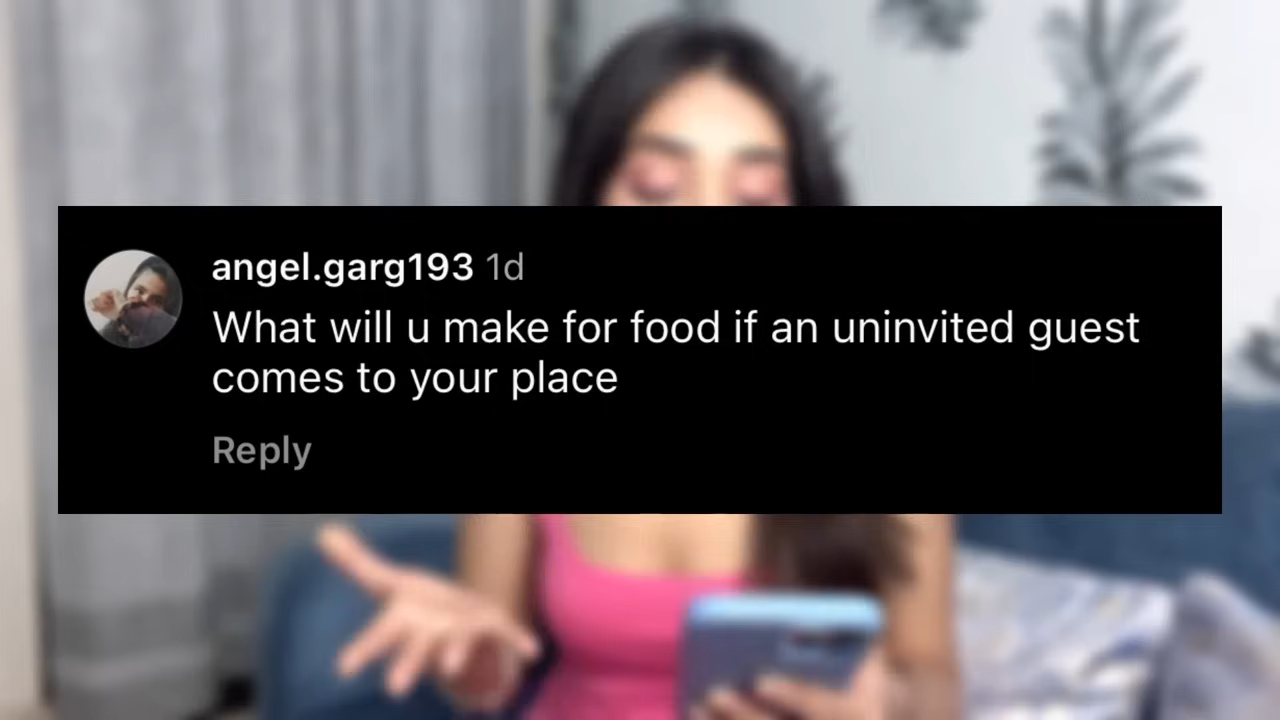 angel.garg193 1d
What will u make for food if an uninvited guest
comes to your place
Reply